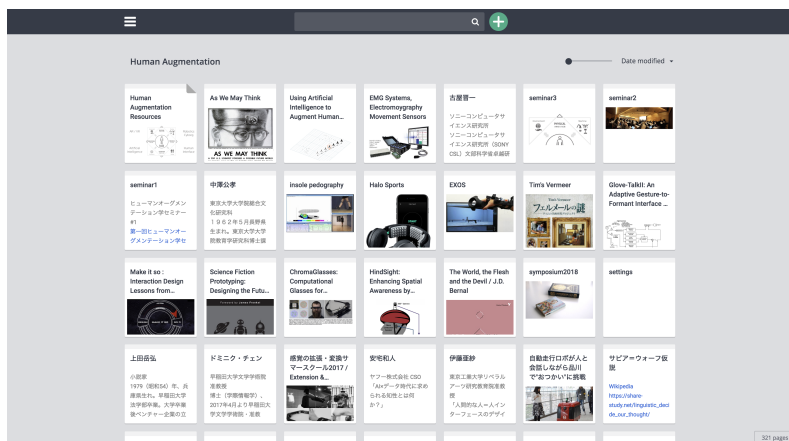 Human Augmentation
Date modified
Human
Augmentation
Resources
As We May Think
AS WE MAY THINK
Using Artificial
Intelligence to
Augment Human...
EMG Systems,
Electromoygraphy
Movement Sensors
古屋晋一
ソニーコンピュータサ
イエンス研究所
ソニーコンピュータサ
イエンス研究所 (SONY
CSL) 文部科学省卓越研
seminar3
seminar2
seminar1
ヒューマンオーグメン
テーション学セミナー
#1
第一回ヒューマンオー
グメンテーション学セ
中澤公孝
東京大学大学院総合文
化研究科
１９６２年５月長野県
生まれ。東京大学大学
院教育学研究科博士課
insole pedography
Halo Sports
EXOS
Tim's Vermeer
フェルメールの謎
Glove-TalkII: An
Adaptive Gesture-to-
Formant Interface ...
Make it so :
Interaction Design
Lessons from...
Science Fiction
Prototyping:
Designing the Futu...
ChromaGlasses:
Computational
Glasses for...
HindSight:
Enhancing Spatial
Awareness by...
The World, the Flesh
and the Devil / J.D.
Bernal
symposium2018
settings
上田岳弘
小説家
1979（昭和54）年、兵
庫県生れ。早稲田大学
法学部卒業。大学卒業
後ベンチャー企業の立
ドミニク・チェン
早稲田大学文学学術院
准教授
博士（学際情報学）、
2017年4月より早稲田大
学文学学術院・准教
感覚の拡張・変換サ
マースクール2017 /
Extension &...
安宅和人
ヤフー株式会社 CSO
「AI×データ時代に求め
られる知性とは何
か？」
伊藤亜紗
東京工業大学リベラル
アーツ研究教育院准教
授
「人間的な人＝人イン
ターフェースのデザイ
自動走行ロボが人と
会話しながら品川
で"おつかい"に挑戦
サピア＝ウォーフ仮
説
Wikipedia
https://share-
study.net/linguistic_deci
de_our_thought/
321 pages